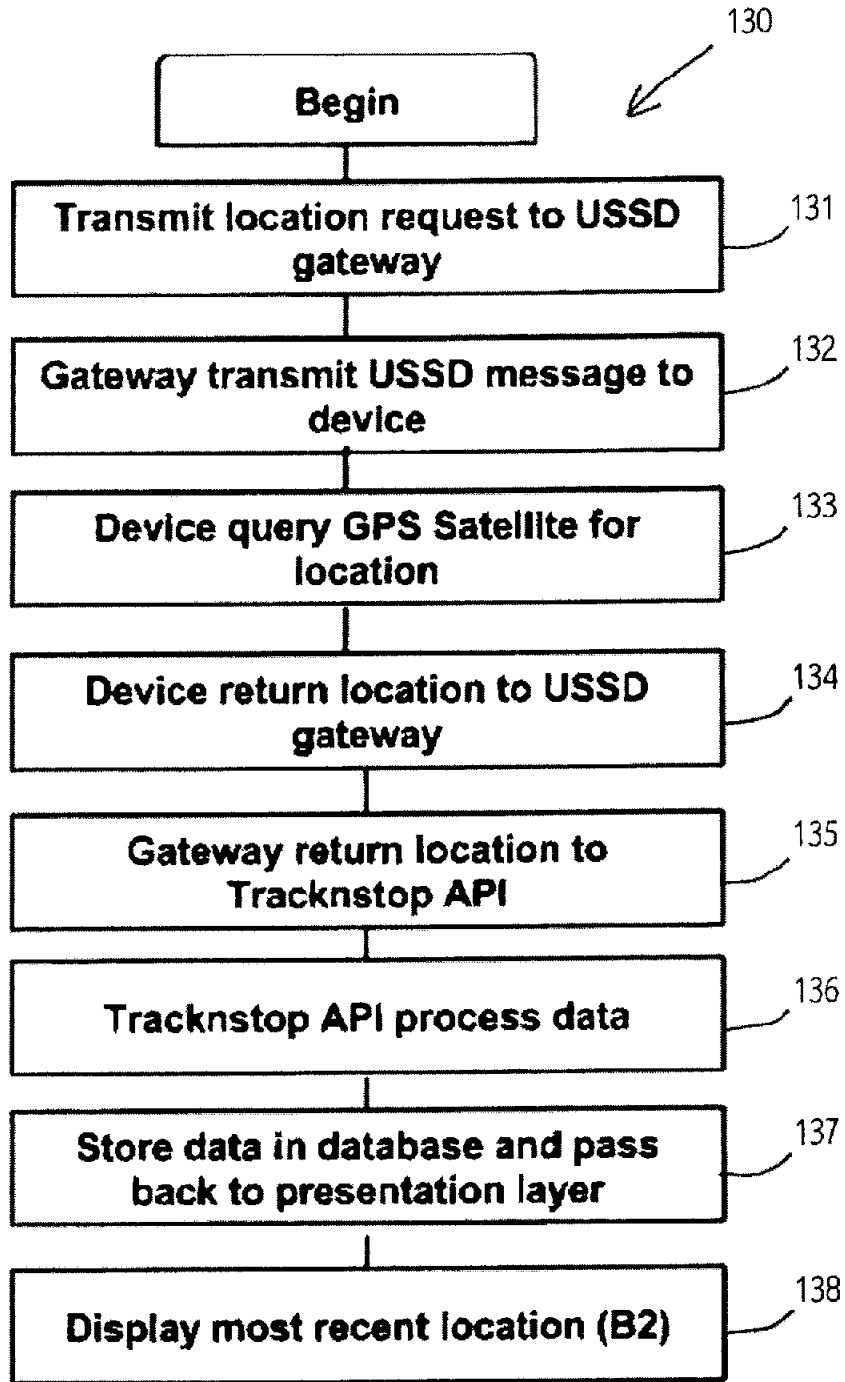 130
Begin
Transmit location request to USSD
gateway
131
Gateway transmit USSD message to
device
132
Device query GPS Satellite for
location
133
Device return location to USSD
gateway
134
Gateway return location to
Tracknstop API
135
Tracknstop API process data
136
Store data in database and pass
back to presentation layer
137
Display most recent location (B2)
138